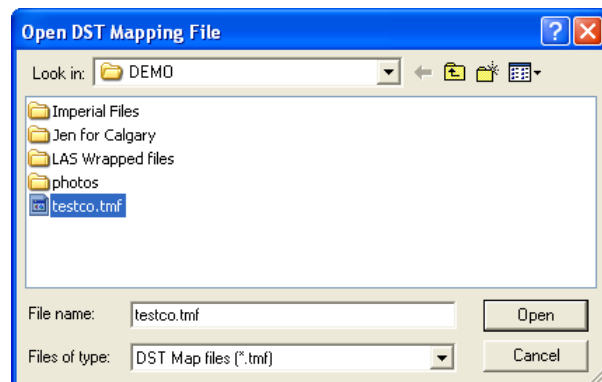 Open DST Mapping File
Look in: DEMO
Imperial Files
Jen for Calgary
LAS Wrapped files
photos
testco.tmf
File name: testco.tmf Open
Files of type: DST Map files (*.tmf) Cancel